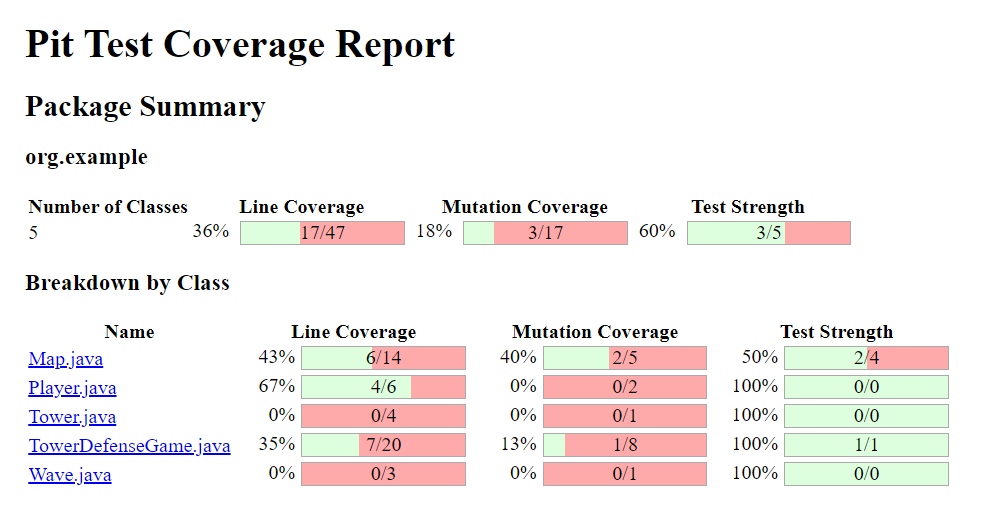 Pit Test Coverage Report
Package Summary
org.example
Number of Classes Line Coverage Mutation Coverage Test Strength
5 36% 17/47 18% 3/17 60% 3/5
Breakdown by Class
Name Line Coverage Mutation Coverage Test Strength
Map.java 43% 6/14 40% 2/5 50% 2/4
Player.java 67% 4/6 0% 0/2 100% 0/0
Tower.java 0% 0/4 0% 0/1 100% 0/0
TowerDefenseGame.java 35% 7/20 13% 1/8 100% 1/1
Wave.java 0% 0/3 0% 0/1 100% 0/0